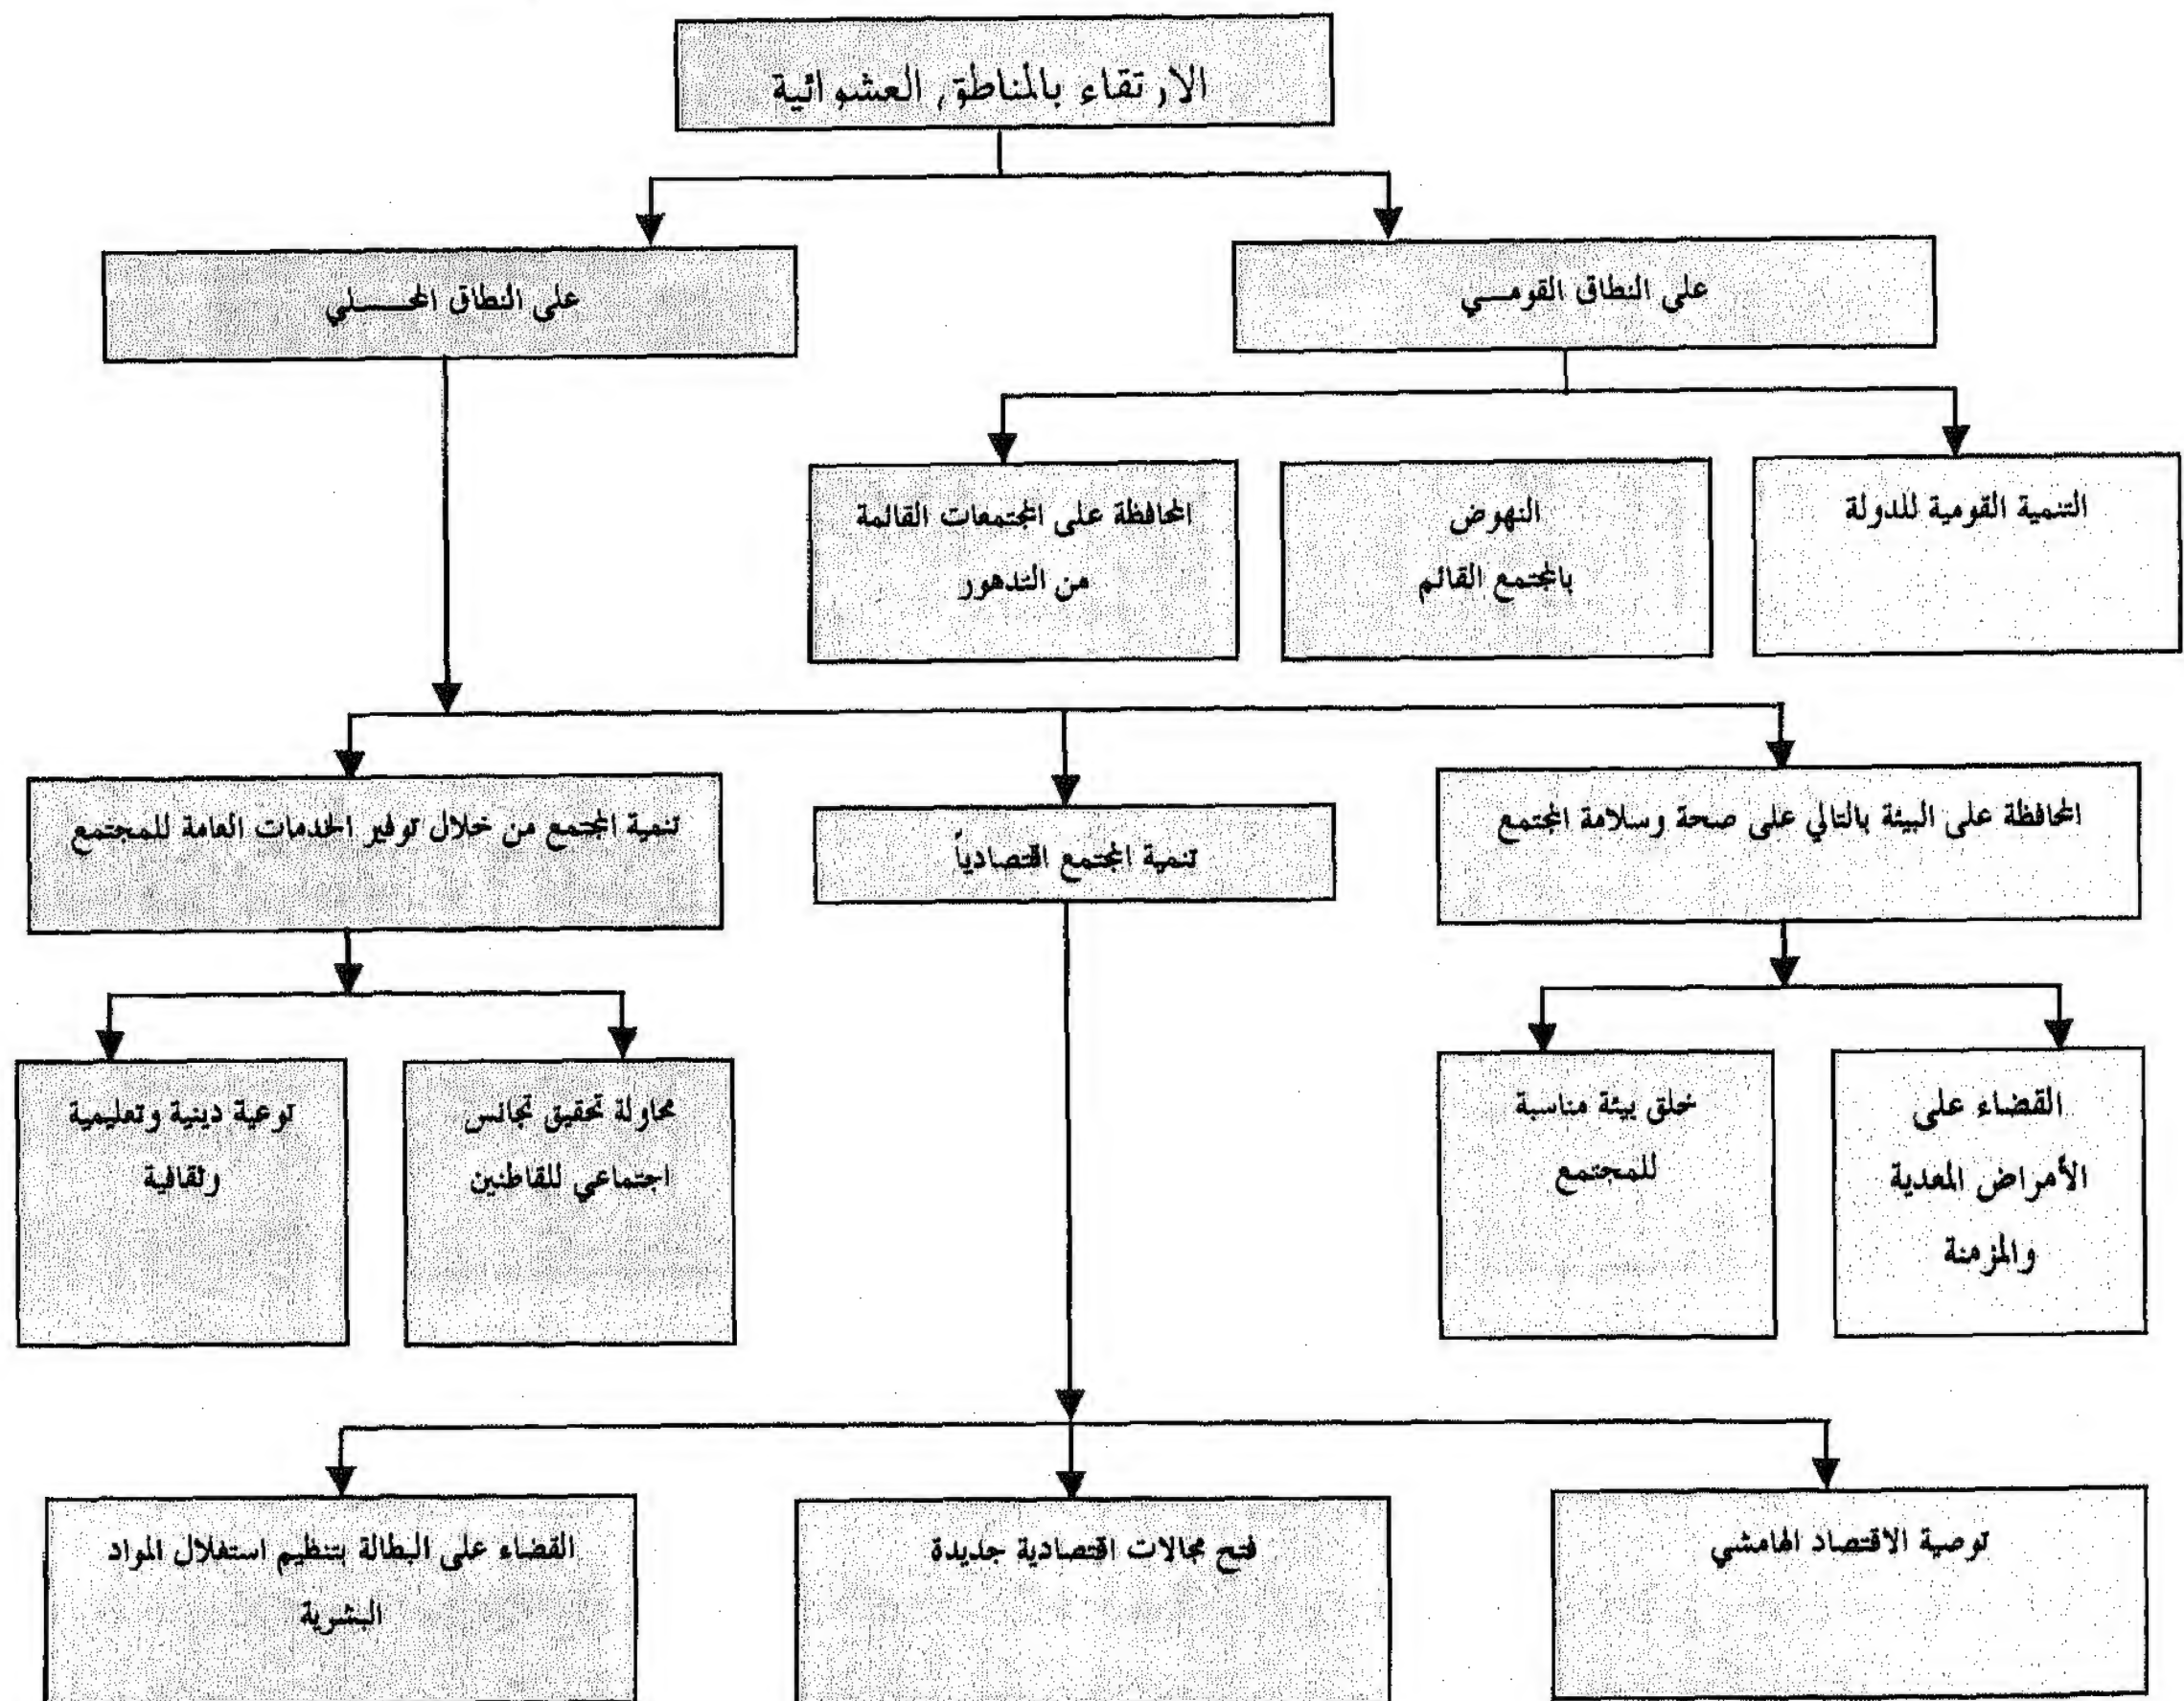 الارتقاء بالمناطق العشوائية
على النطاق القومـــي
على النطاق المحـــــلي
التنمية القومية للدولة
النهوض
بالمجتمع القائم
المحافظة على المجتمعات القائمة
من التدهور
المحافظة على البيئة بالتالي على صحة وسلامة المجتمع
تنمية المجتمع اقتصادياً
تنمية المجتمع من خلال توفير الخدمات العامة للمجتمع
القضاء على
الأمراض المعدية
والمزمنة
خلق بيئة مناسبة
للمجتمع
محاولة تحقيق تجانس
اجتماعي للقاطنين
توعية دينية وتعليمية
وثقافية
توصية الاقتصاد الهامشي
فتح مجالات اقتصادية جديدة
القضاء على البطالة بتنظيم استغلال المواد
البشرية